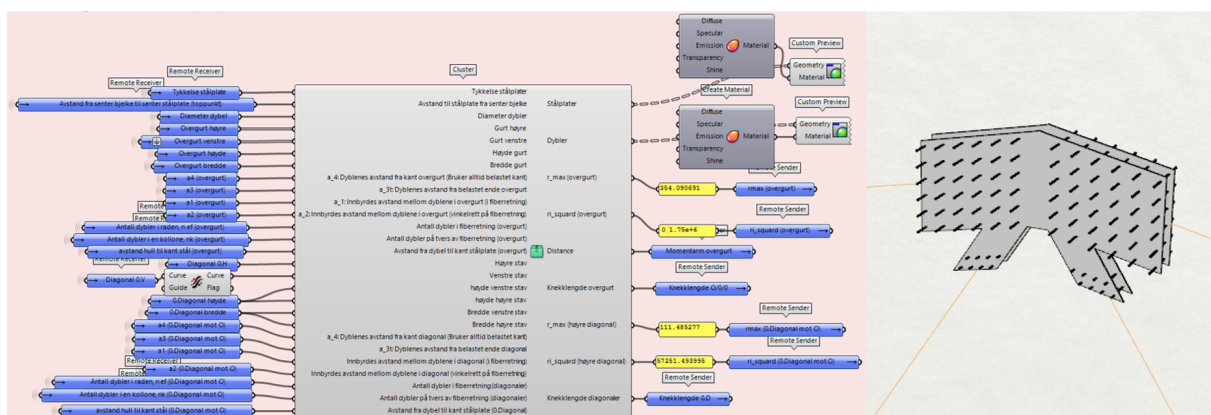 Diffuse
Specular
Emission
Material
Transparency
Shine
Custom Preview
Geometry
Material
Remote Receiver
Remote Receiver
Cluster
Create Material
Custom Preview
Tykkelse stålplate
Avstand fra senter bjelke til senter stålplate (toppunkt)
Diameter dybel
Overgurt høyre
Overgurt venstre
Overgurt høyde
Overgurt bredde
a4 (overgurt)
a3 (overgurt)
a1 (overgurt)
a2 (overgurt)
Antall dybler i raden, n ef (overgurt)
Antall dybler i en kollone, nk (overgurt)
avstand hull til kant stål (overgurt)
Diagonal 0.H
Diagonal 0.V
Curve
Curve
Guide
Flag
0.Diagonal høyde
0.Diagonal bredde
a4 (0.Diagonal mot O)
a3 (0.Diagonal mot O)
a1 (0.Diagonal mot O)
a2 (0.Diagonal mot O)
Antall dybler i raden, n ef (0.Diagonal mot O)
Antall dybler i en kollone, nk (0.Diagonal mot O)
avstand hull til kant stål (0.Diagonal mot O)
Tykkelse stålplater
Avstand til stålplate fra senter bjelke
Diameter dybler
Gurt høyre
Gurt venstre
Høyde gurt
Bredde gurt
a_4: Dyblenes avstand fra kant overgurt (Bruker alltid belastet kant)
a_3t: Dyblenes avstand fra belastet ende overgurt
a_1: Innbyrdes avstand mellom dyblene i overgurt (i fiberretning)
a_2: Innbyrdes avstand mellom dyblene i overgurt (vinkelrett på fiberretning)
Antall dybler i fiberretning (overgurt)
Antall dybler på tvers av fiberretning (overgurt)
Avstand fra dybel til kant stålplate (overgurt)
Høyre stav
Venstre stav
høyde venstre stav
høyde høyre stav
Bredde venstre stav
Bredde høyre stav
a_4: Dyblenes avstand fra kant diagonal (Bruker alltid belastet kant)
a_3t: Dyblenes avstand fra belastet ende diagonal
Innbyrdes avstand mellom dyblene i diagonal (i fiberretning)
Innbyrdes avstand mellom dyblene i diagonal (vinkelrett på fiberretning)
Antall dybler i fiberretning (diagonaler)
Antall dybler på tvers av fiberretning (diagonaler)
Avstand fra dybel til kant stålplate (0.Diagonal)
Stålplater
Dybler
r_max (overgurt)
ri_squard (overgurt)
Distance
Knekklengde overgurt
r_max (høyre diagonal)
ri_squard (høyre diagonal)
Knekklengde diagonaler
Diffuse
Specular
Emission
Material
Transparency
Shine
Geometry
Material
354.090691
rmax (overgurt)
Remote Sender
0 1.75e+6
ri_squard (overgurt)
Momentarm overgurt
Remote Sender
Knekklengde O/0/0
Remote Sender
111.485277
rmax (0.Diagonal mot O)
Remote Sender
57251.493995
ri_squard (0.Diagonal mot O)
Remote Sender
Knekklengde 0.D